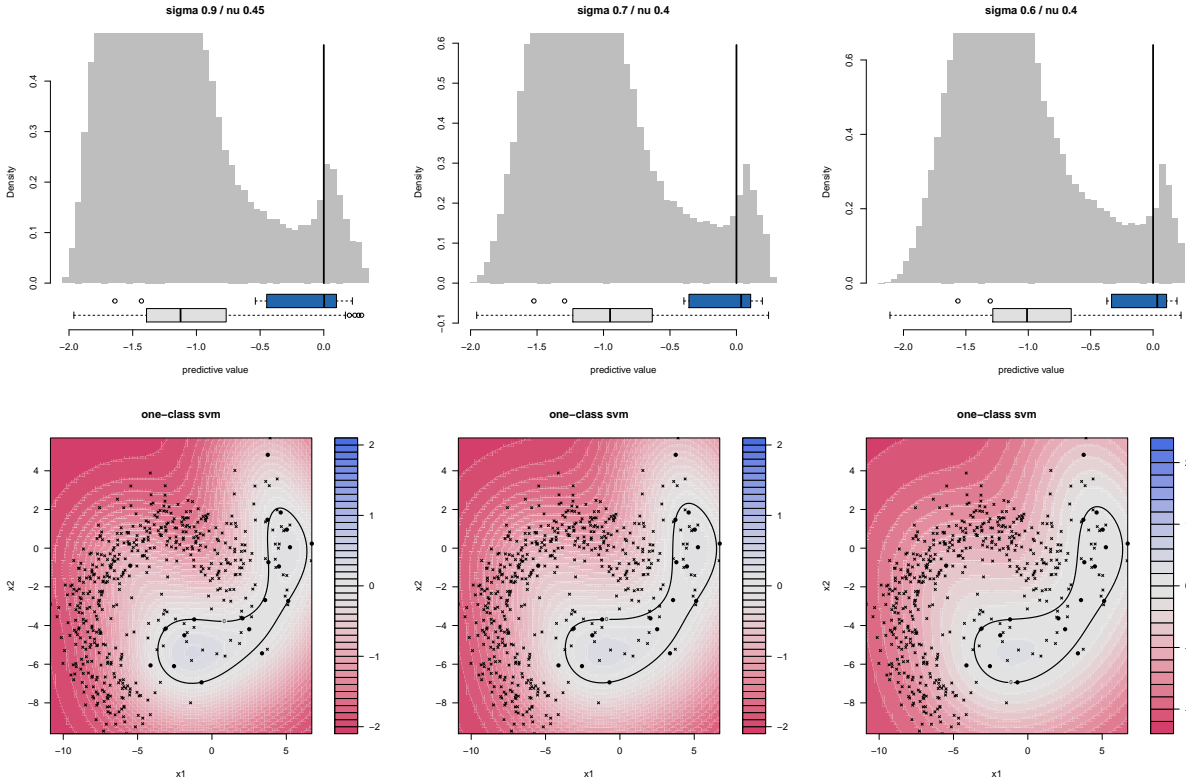 sigma 0.9 / nu 0.45
sigma 0.7 / nu 0.4
sigma 0.6 / nu 0.4
Density
0.0 0.1 0.2 0.3 0.4
−2.0 −1.5 −1.0 −0.5 0.0
predictive value
Density
−0.1 0.0 0.1 0.2 0.3 0.4 0.5 0.6
−2.0 −1.5 −1.0 −0.5 0.0
predictive value
Density
0.0 0.2 0.4 0.6
−2.0 −1.5 −1.0 −0.5 0.0
predictive value
one−class svm
one−class svm
one−class svm
x2
4
2
0
−2
−4
−6
−8
−10 −5 0 5
x1
2
1
0
−1
−2
x2
4
2
0
−2
−4
−6
−8
−10 −5 0 5
x1
2
1
0
−1
−2
x2
4
2
0
−2
−4
−6
−8
−10 −5 0 5
x1